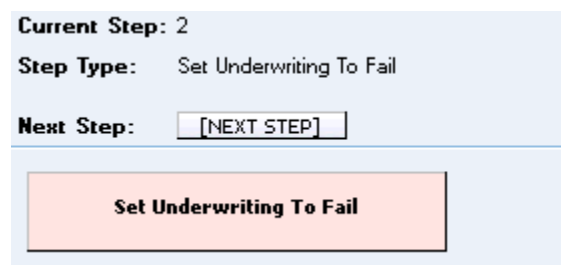 Current Step: 2
Step Type: Set Underwriting To Fail
Next Step: [NEXT STEP]
Set Underwriting To Fail